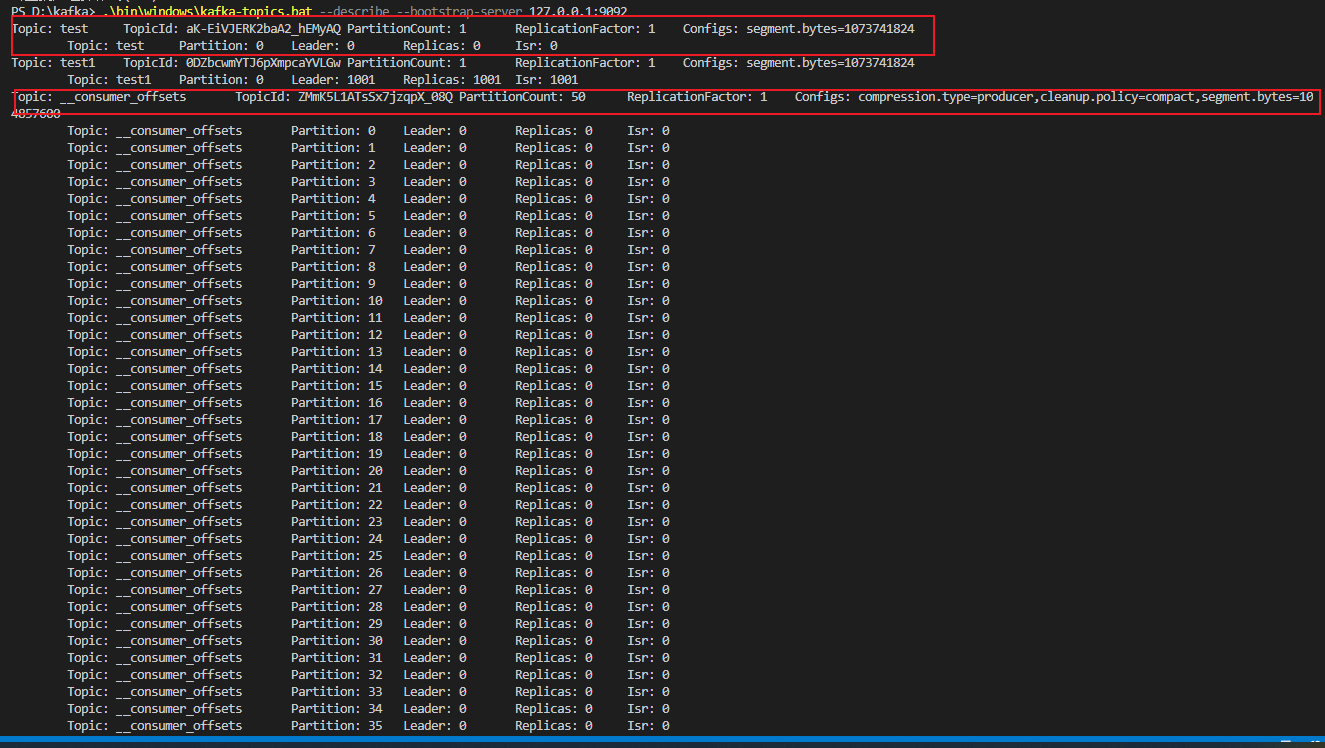 PS D:\kafka> .\bin\windows\kafka-topics.bat --describe --bootstrap-server 127.0.0.1:9092
Topic: test     TopicId: aK-EiVJERK2baA2_hEMyAQ PartitionCount: 1       ReplicationFactor: 1    Configs: segment.bytes=1073741824
        Topic: test     Partition: 0    Leader: 0       Replicas: 0     Isr: 0
Topic: test1    TopicId: 0DZbcwmYTJ6pXmpcaYVLGw PartitionCount: 1       ReplicationFactor: 1    Configs: segment.bytes=1073741824
        Topic: test1    Partition: 0    Leader: 1001    Replicas: 1001  Isr: 1001
Topic: __consumer_offsets       TopicId: ZMmK5L1ATsSx7jzqpX_08Q PartitionCount: 50      ReplicationFactor: 1    Configs: compression.type=producer,cleanup.policy=compact,segment.bytes=10
4857600
        Topic: __consumer_offsets       Partition: 0    Leader: 0       Replicas: 0     Isr: 0
        Topic: __consumer_offsets       Partition: 1    Leader: 0       Replicas: 0     Isr: 0
        Topic: __consumer_offsets       Partition: 2    Leader: 0       Replicas: 0     Isr: 0
        Topic: __consumer_offsets       Partition: 3    Leader: 0       Replicas: 0     Isr: 0
        Topic: __consumer_offsets       Partition: 4    Leader: 0       Replicas: 0     Isr: 0
        Topic: __consumer_offsets       Partition: 5    Leader: 0       Replicas: 0     Isr: 0
        Topic: __consumer_offsets       Partition: 6    Leader: 0       Replicas: 0     Isr: 0
        Topic: __consumer_offsets       Partition: 7    Leader: 0       Replicas: 0     Isr: 0
        Topic: __consumer_offsets       Partition: 8    Leader: 0       Replicas: 0     Isr: 0
        Topic: __consumer_offsets       Partition: 9    Leader: 0       Replicas: 0     Isr: 0
        Topic: __consumer_offsets       Partition: 10   Leader: 0       Replicas: 0     Isr: 0
        Topic: __consumer_offsets       Partition: 11   Leader: 0       Replicas: 0     Isr: 0
        Topic: __consumer_offsets       Partition: 12   Leader: 0       Replicas: 0     Isr: 0
        Topic: __consumer_offsets       Partition: 13   Leader: 0       Replicas: 0     Isr: 0
        Topic: __consumer_offsets       Partition: 14   Leader: 0       Replicas: 0     Isr: 0
        Topic: __consumer_offsets       Partition: 15   Leader: 0       Replicas: 0     Isr: 0
        Topic: __consumer_offsets       Partition: 16   Leader: 0       Replicas: 0     Isr: 0
        Topic: __consumer_offsets       Partition: 17   Leader: 0       Replicas: 0     Isr: 0
        Topic: __consumer_offsets       Partition: 18   Leader: 0       Replicas: 0     Isr: 0
        Topic: __consumer_offsets       Partition: 19   Leader: 0       Replicas: 0     Isr: 0
        Topic: __consumer_offsets       Partition: 20   Leader: 0       Replicas: 0     Isr: 0
        Topic: __consumer_offsets       Partition: 21   Leader: 0       Replicas: 0     Isr: 0
        Topic: __consumer_offsets       Partition: 22   Leader: 0       Replicas: 0     Isr: 0
        Topic: __consumer_offsets       Partition: 23   Leader: 0       Replicas: 0     Isr: 0
        Topic: __consumer_offsets       Partition: 24   Leader: 0       Replicas: 0     Isr: 0
        Topic: __consumer_offsets       Partition: 25   Leader: 0       Replicas: 0     Isr: 0
        Topic: __consumer_offsets       Partition: 26   Leader: 0       Replicas: 0     Isr: 0
        Topic: __consumer_offsets       Partition: 27   Leader: 0       Replicas: 0     Isr: 0
        Topic: __consumer_offsets       Partition: 28   Leader: 0       Replicas: 0     Isr: 0
        Topic: __consumer_offsets       Partition: 29   Leader: 0       Replicas: 0     Isr: 0
        Topic: __consumer_offsets       Partition: 30   Leader: 0       Replicas: 0     Isr: 0
        Topic: __consumer_offsets       Partition: 31   Leader: 0       Replicas: 0     Isr: 0
        Topic: __consumer_offsets       Partition: 32   Leader: 0       Replicas: 0     Isr: 0
        Topic: __consumer_offsets       Partition: 33   Leader: 0       Replicas: 0     Isr: 0
        Topic: __consumer_offsets       Partition: 34   Leader: 0       Replicas: 0     Isr: 0
        Topic: __consumer_offsets       Partition: 35   Leader: 0       Replicas: 0     Isr: 0